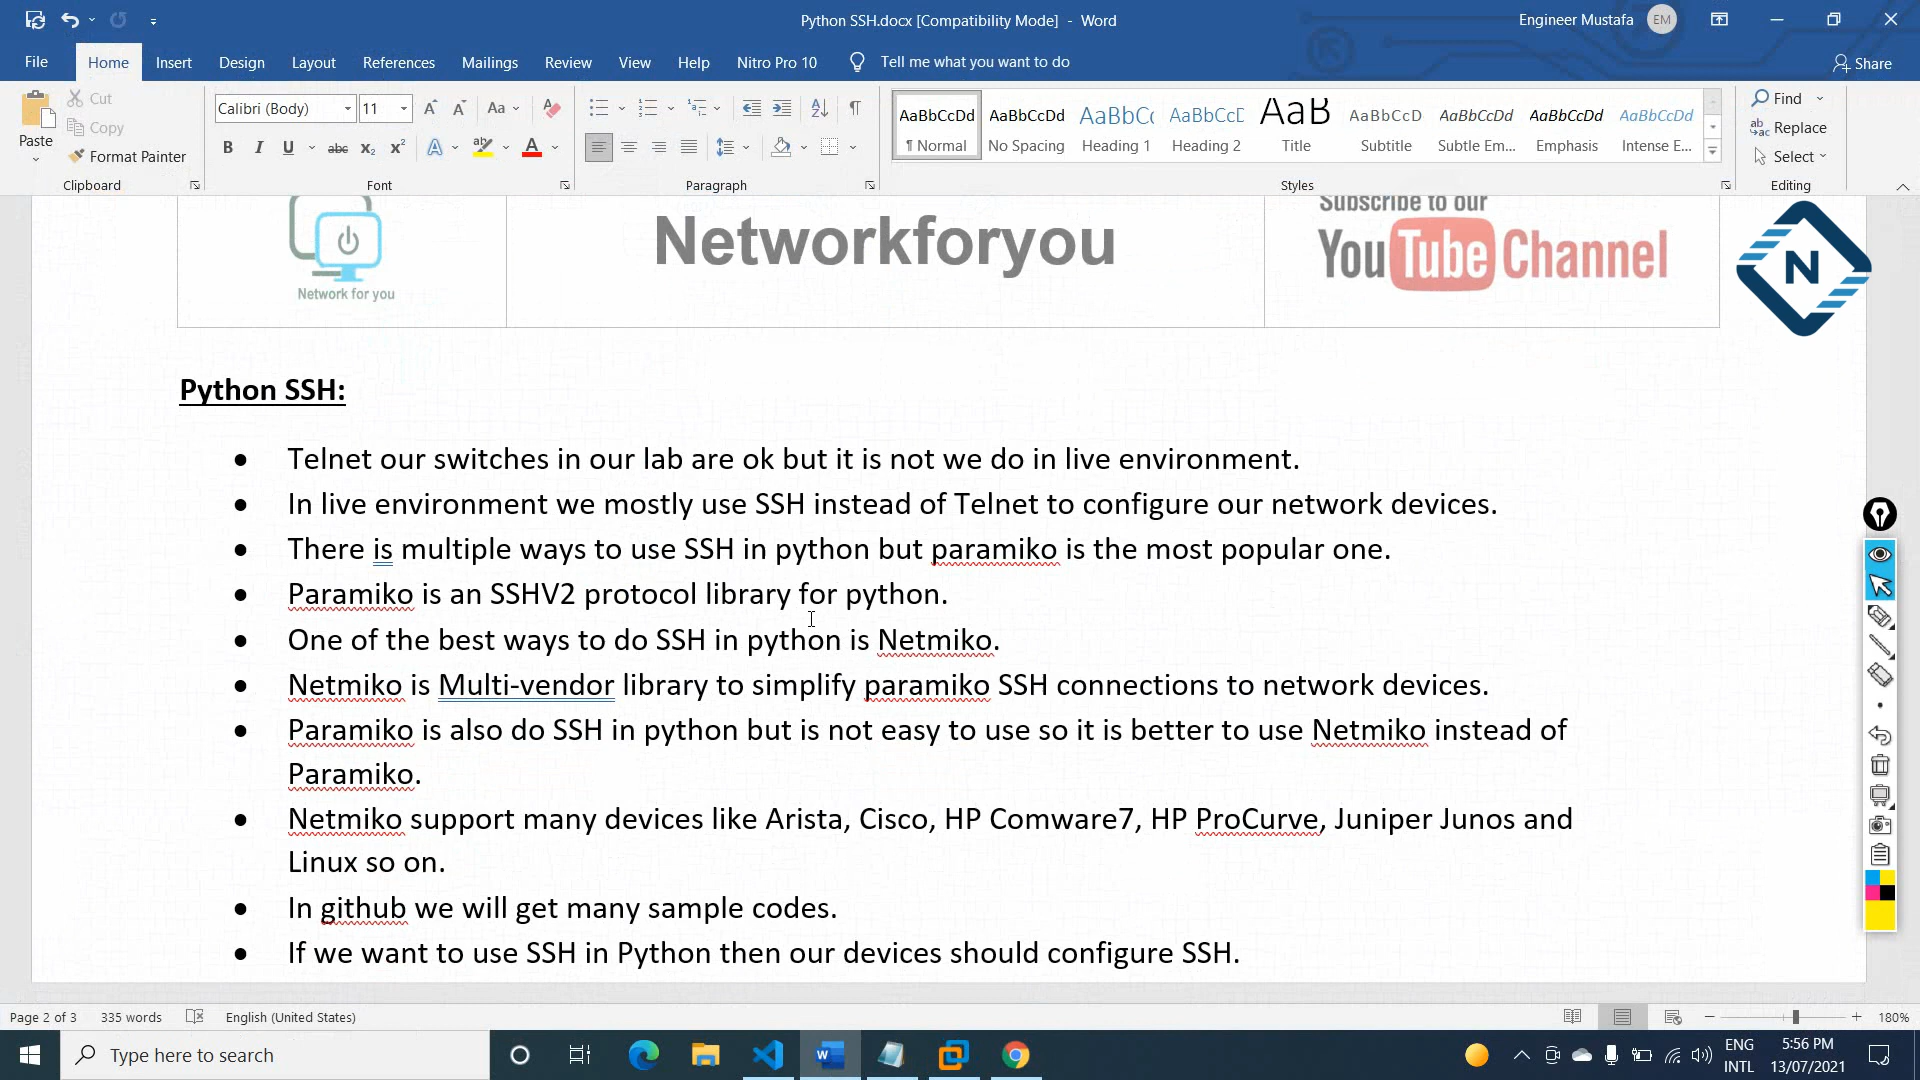 Python SSH.docx [Compatibility Mode] - Word
Engineer Mustafa EM
File Home Insert Design Layout References Mailings Review View Help Nitro Pro 10 Tell me what you want to do Share
Cut
Copy
Paste
Format Painter
Clipboard
Calibri (Body) 11
Font
Paragraph
AaBbCcDd AaBbCcDd AaBbC AaBbCcD AaB AaBbCcD AaBbCcDd AaBbCcDd AaBbCcDd
¶ Normal No Spacing Heading 1 Heading 2 Title Subtitle Subtle Em... Emphasis Intense E...
Styles
Find
Replace
Select
Editing
Network for you
Networkforyou
Subscribe to our
YouTube Channel
N
Python SSH:
• Telnet our switches in our lab are ok but it is not we do in live environment.
• In live environment we mostly use SSH instead of Telnet to configure our network devices.
• There is multiple ways to use SSH in python but paramiko is the most popular one.
• Paramiko is an SSHV2 protocol library for python.
• One of the best ways to do SSH in python is Netmiko.
• Netmiko is Multi-vendor library to simplify paramiko SSH connections to network devices.
• Paramiko is also do SSH in python but is not easy to use so it is better to use Netmiko instead of
Paramiko.
• Netmiko support many devices like Arista, Cisco, HP Comware7, HP ProCurve, Juniper Junos and
Linux so on.
• In github we will get many sample codes.
• If we want to use SSH in Python then our devices should configure SSH.
Page 2 of 3 335 words English (United States) 180%
Type here to search
ENG
INTL
5:56 PM
13/07/2021